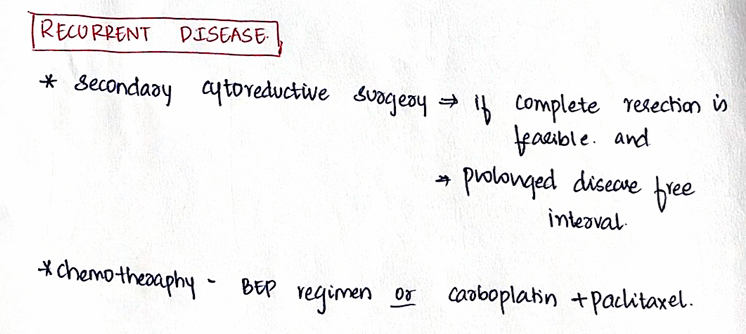 RECURRENT DISEASE.
* Secondary cytoreductive surgery ⇒ if complete resection is
feasible. and
⇒ prolonged disease free
interval.
* chemotheraphy - BEP regimen or carboplatin + paclitaxel.